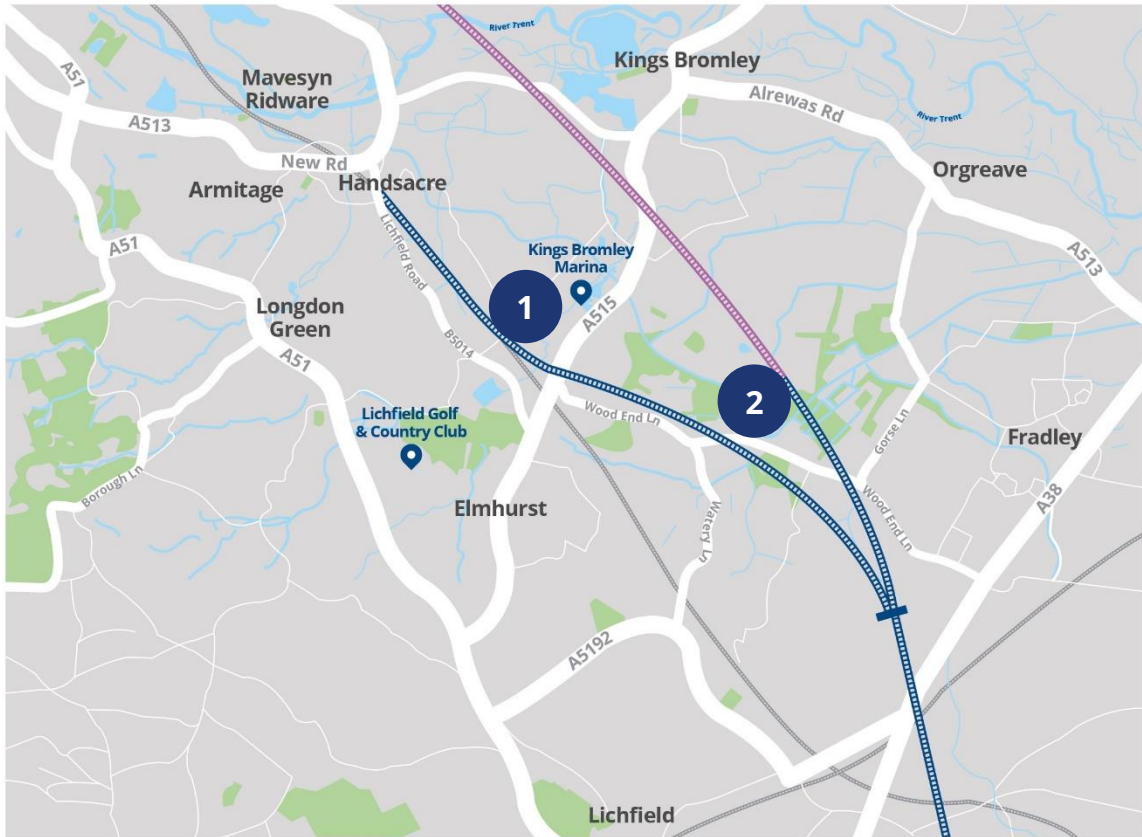 River Trent
Kings Bromley
A51
Mavesyn
Ridware
Alrewas Rd
River Trent
A513
New Rd
Orgreave
Armitage
Handsacre
Lichfield Road
A51
Kings Bromley
Marina
A513
1
A515
Longdon
Green
A51
B5014
2
Lichfield Golf
& Country Club
Wood End Ln
Gorse Ln
Fradley
Borough Ln
A38
Elmhurst
Watery Ln
Wood End Ln
A5192
Lichfield